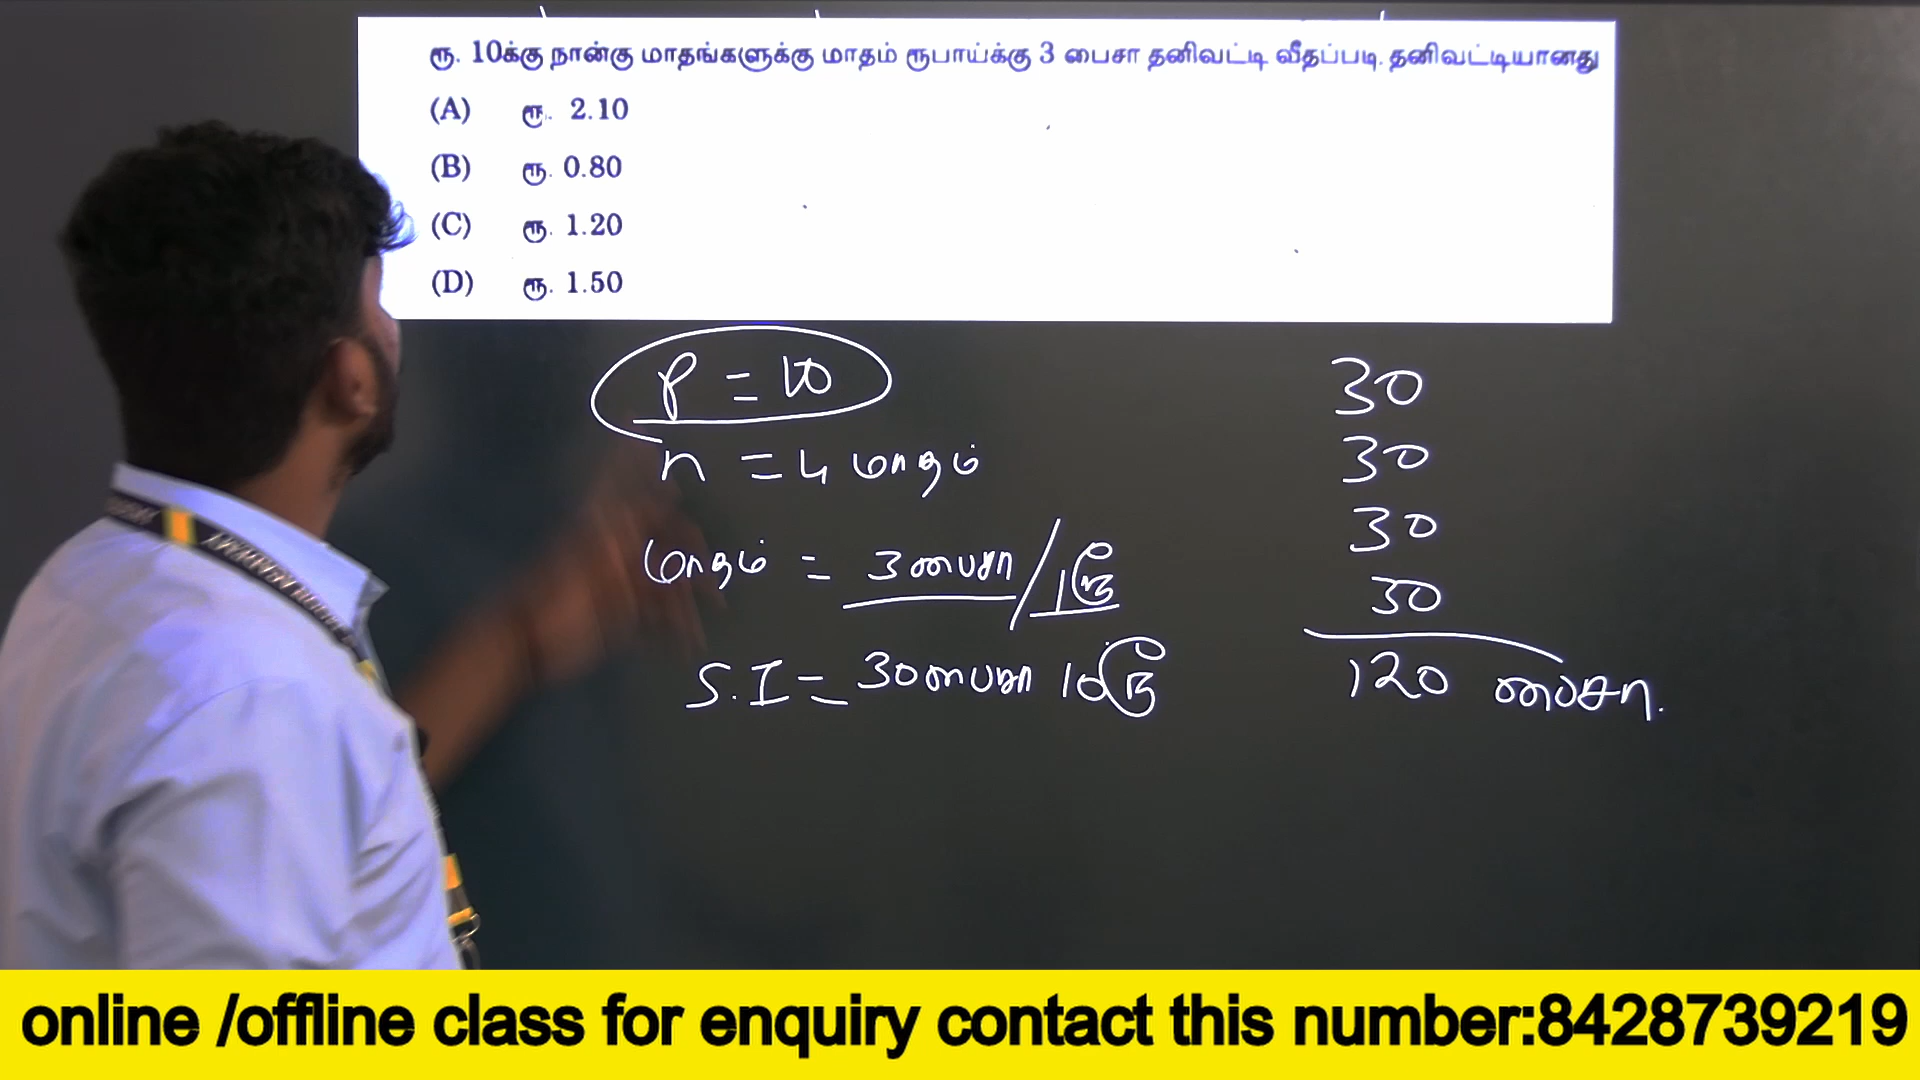 ரூ. 10க்கு நான்கு மாதங்களுக்கு மாதம் ரூபாய்க்கு 3 பைசா தனிவட்டி வீதப்படி. தனிவட்டியானது
(A) ரூ. 2.10
(B) ரூ. 0.80
(C) ரூ. 1.20
(D) ரூ. 1.50
P = 10
n = 4 மாதம்
மாதம் = 3 பைசா / 1 ரூ
S.I = 30 பைசா 10 ரூ
30
30
30
30
120 பைசா.
online /offline class for enquiry contact this number:8428739219